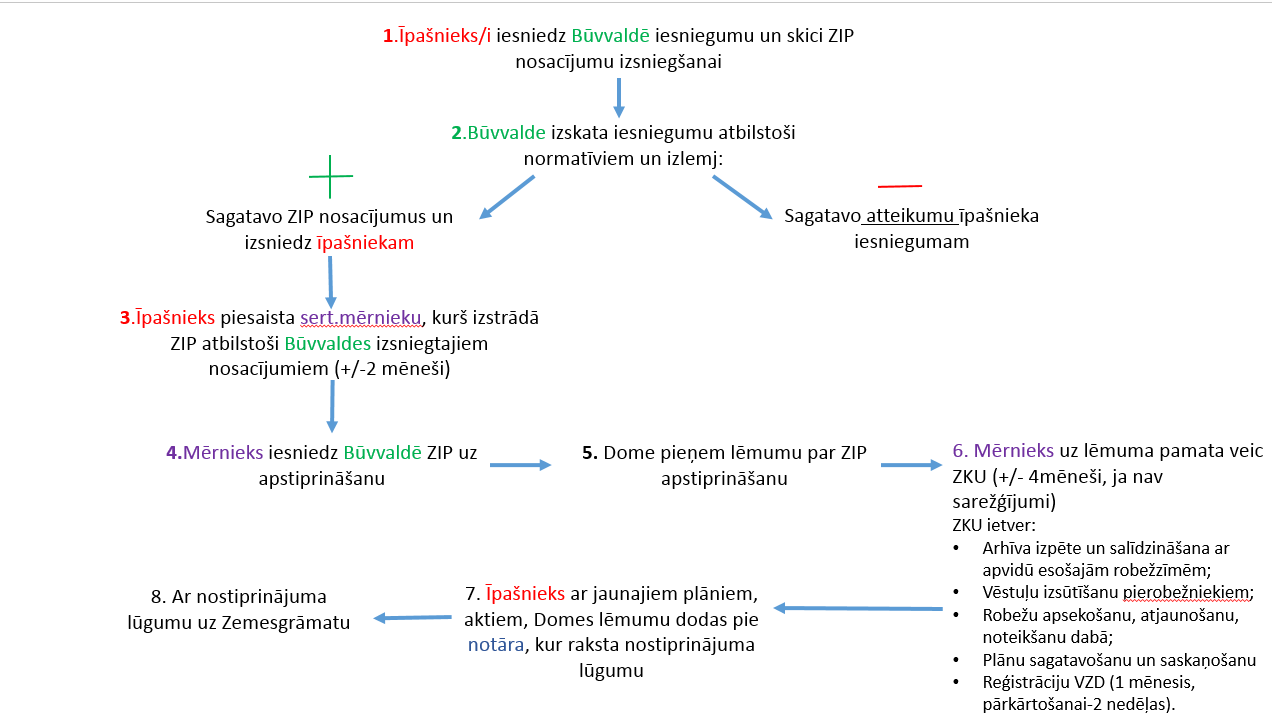 1.Īpašnieks/i iesniedz Būvvaldē iesniegumu un skici ZIP
nosacījumu izsniegšanai
2.Būvvalde izskata iesniegumu atbilstoši
normatīviem un izlemj:
Sagatavo ZIP nosacījumus un
izsniedz īpašniekam
Sagatavo atteikumu īpašnieka
iesniegumam
3.Īpašnieks piesaista sert.mērnieku, kurš izstrādā
ZIP atbilstoši Būvvaldes izsniegtajiem
nosacījumiem (+/-2 mēneši)
4.Mērnieks iesniedz Būvvaldē ZIP uz
apstiprināšanu
5. Dome pieņem lēmumu par ZIP
apstiprināšanu
6. Mērnieks uz lēmuma pamata veic
ZKU (+/- 4mēneši, ja nav
sarežģījumi)
ZKU ietver:
• Arhīva izpēte un salīdzināšana ar
apvidū esošajām robežzīmēm;
• Vēstuļu izsūtīšanu pierobežniekiem;
• Robežu apsekošanu, atjaunošanu,
noteikšanu dabā;
• Plānu sagatavošanu un saskaņošanu
• Reģistrāciju VZD (1 mēnesis,
pārkārtošanai-2 nedēļas).
7. Īpašnieks ar jaunajiem plāniem,
aktiem, Domes lēmumu dodas pie
notāra, kur raksta nostiprinājuma
lūgumu
8. Ar nostiprinājuma
lūgumu uz Zemesgrāmatu